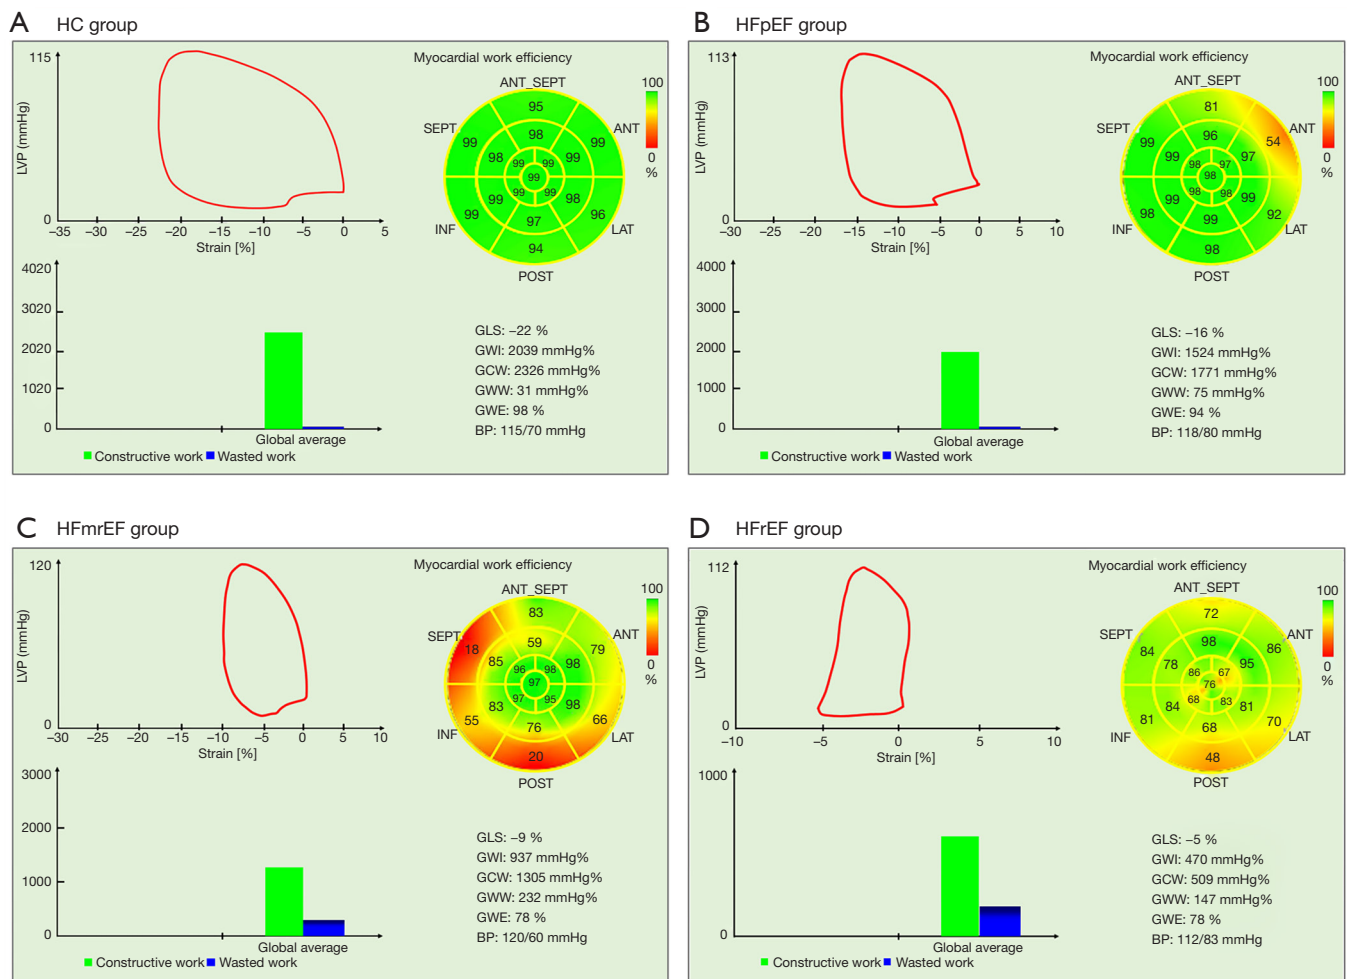 A HC group
115
LVP (mmHg)
0
−35 −30 −25 −20 −15 −10 −5 0 5
Strain [%]
Myocardial work efficiency
ANT_SEPT
SEPT
ANT
INF
LAT
POST
95
99 98 99
98 99
99 99
99
99 99
99 98
99 97 96
94
100
0
%
4020
3020
2020
1020
0
Global average
Constructive work Wasted work
GLS: −22 %
GWI: 2039 mmHg%
GCW: 2326 mmHg%
GWW: 31 mmHg%
GWE: 98 %
BP: 115/70 mmHg
B HFpEF group
113
LVP (mmHg)
0
−30 −25 −20 −15 −10 −5 0 5 10
Strain [%]
Myocardial work efficiency
ANT_SEPT
SEPT
ANT
INF
LAT
POST
81
99 96 54
99 97
98 97
98
98 98
99 99
98 99 92
98
100
0
%
4000
3000
2000
1000
0
Global average
Constructive work Wasted work
GLS: −16 %
GWI: 1524 mmHg%
GCW: 1771 mmHg%
GWW: 75 mmHg%
GWE: 94 %
BP: 118/80 mmHg
C HFmrEF group
120
LVP (mmHg)
0
−30 −25 −20 −15 −10 −5 0 5 10
Strain [%]
Myocardial work efficiency
ANT_SEPT
SEPT
ANT
INF
LAT
POST
83
18 59 79
85 98
96 98
97
97 95
83 98
55 76 66
20
100
0
%
3000
2000
1000
0
Global average
Constructive work Wasted work
GLS: −9 %
GWI: 937 mmHg%
GCW: 1305 mmHg%
GWW: 232 mmHg%
GWE: 78 %
BP: 120/60 mmHg
D HFrEF group
112
LVP (mmHg)
0
−10 −5 0 5 10
Strain [%]
Myocardial work efficiency
ANT_SEPT
SEPT
ANT
INF
LAT
POST
72
84 98 86
78 95
86 67
76
68 83
84 81
81 68 70
48
100
0
%
1000
0
Global average
Constructive work Wasted work
GLS: −5 %
GWI: 470 mmHg%
GCW: 509 mmHg%
GWW: 147 mmHg%
GWE: 78 %
BP: 112/83 mmHg